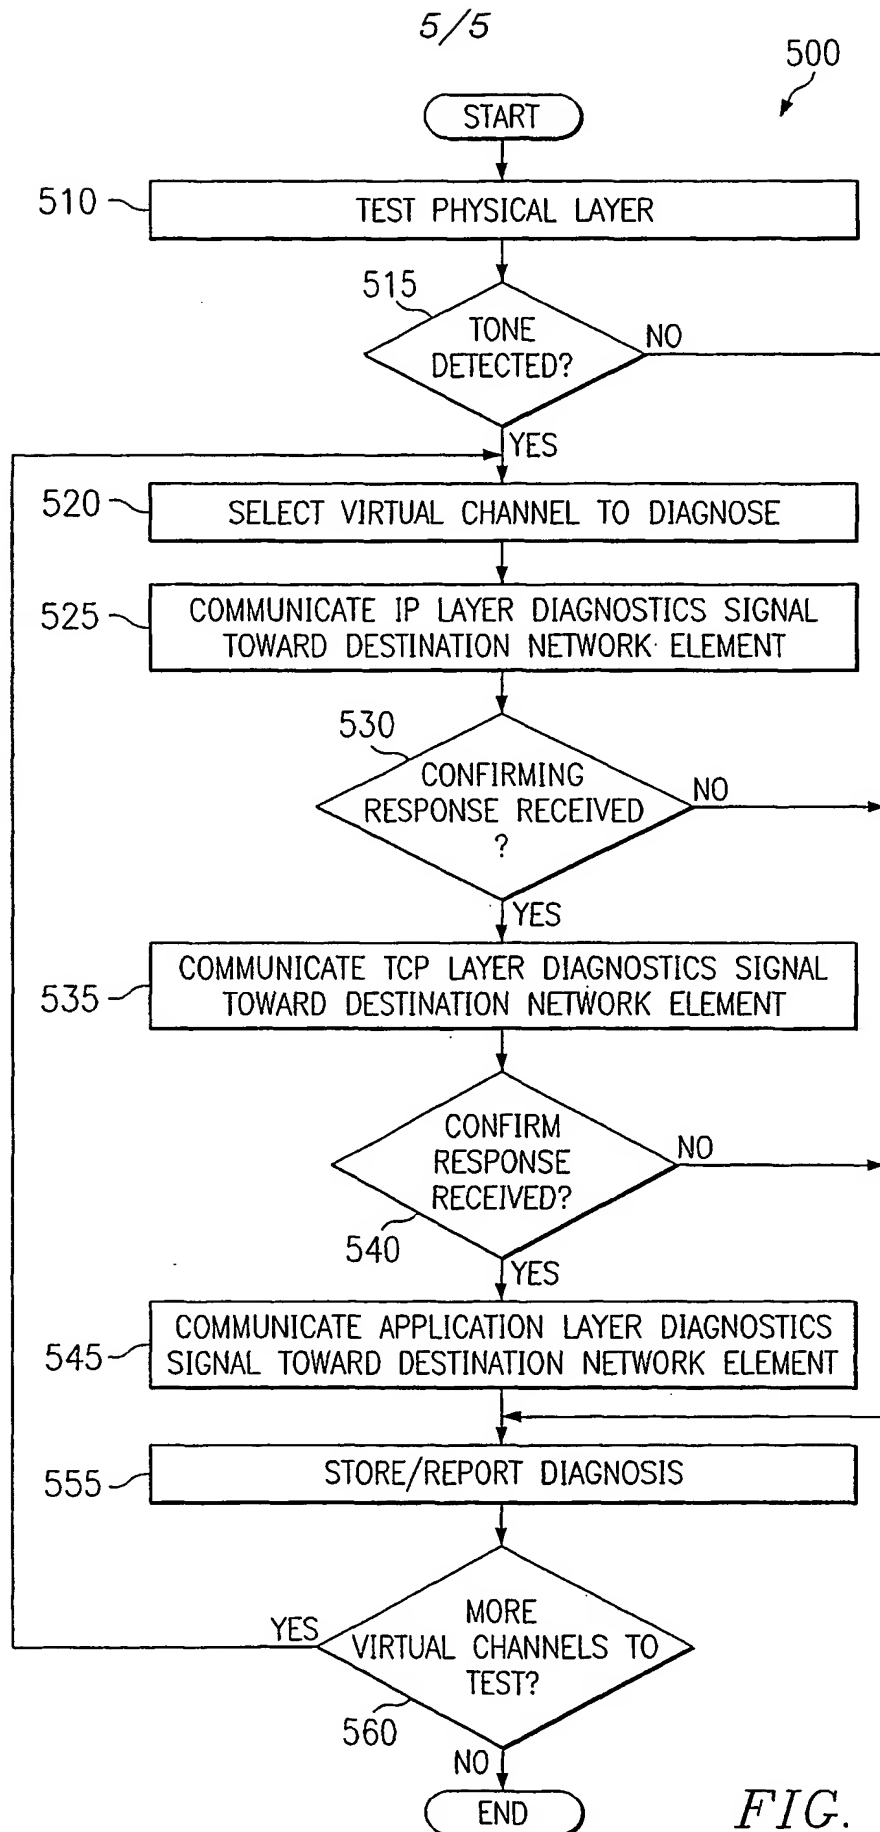 5/5
500
START
510
TEST PHYSICAL LAYER
515
TONE
DETECTED?
NO
YES
520
SELECT VIRTUAL CHANNEL TO DIAGNOSE
525
COMMUNICATE IP LAYER DIAGNOSTICS SIGNAL
TOWARD DESTINATION NETWORK ELEMENT
530
CONFIRMING
RESPONSE RECEIVED
?
NO
YES
535
COMMUNICATE TCP LAYER DIAGNOSTICS SIGNAL
TOWARD DESTINATION NETWORK ELEMENT
CONFIRM
RESPONSE
RECEIVED?
NO
540
YES
545
COMMUNICATE APPLICATION LAYER DIAGNOSTICS
SIGNAL TOWARD DESTINATION NETWORK ELEMENT
555
STORE/REPORT DIAGNOSIS
YES
MORE
VIRTUAL CHANNELS TO
TEST?
560
NO
END
FIG.